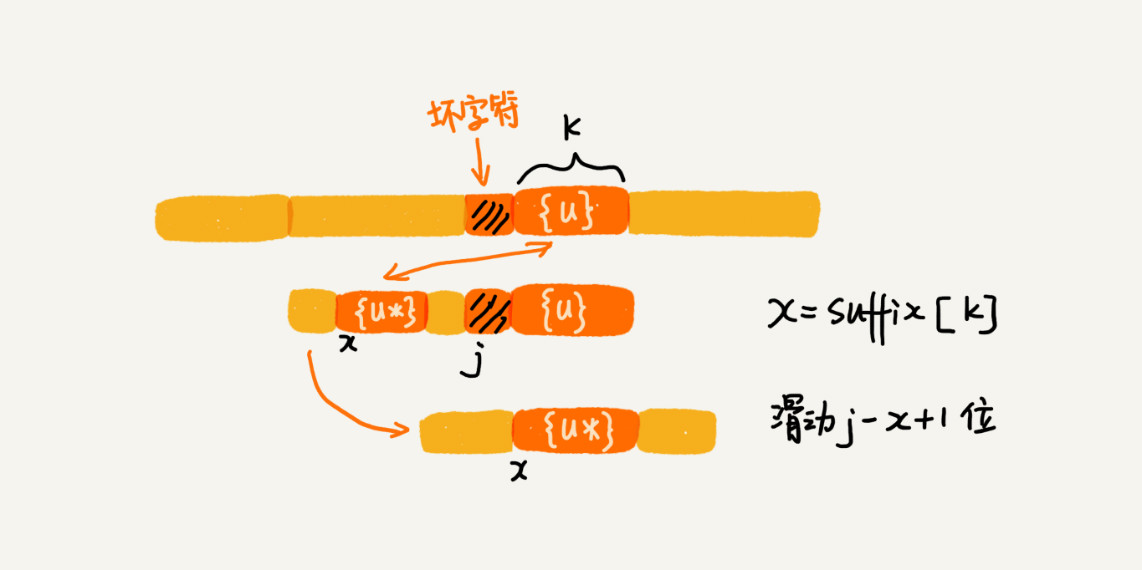 坏字符
k
{u}
{u*}
{u}
x
j
x=suffix[k]
{u*}
滑动j-x+1位
x